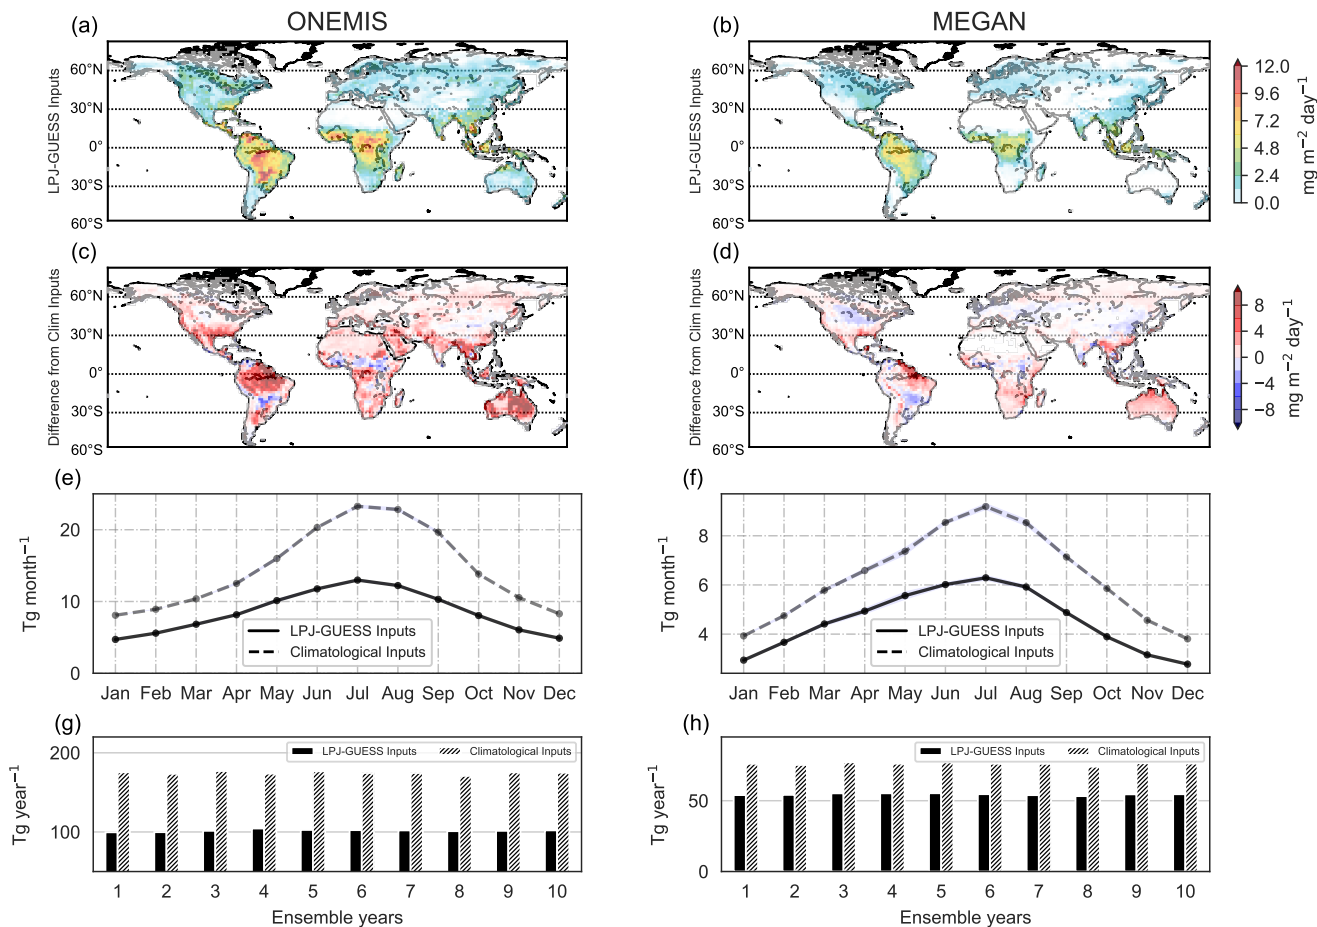 (a) ONEMIS
(b) MEGAN
LPJ-GUESS Inputs
60°N
30°N
0°
30°S
60°S
LPJ-GUESS Inputs
60°N
30°N
0°
30°S
60°S
12.0
9.6
7.2
4.8
2.4
0.0
mg m−2 day−1
(c)
Difference from Clim Inputs
60°N
30°N
0°
30°S
60°S
(d)
Difference from Clim Inputs
60°N
30°N
0°
30°S
60°S
8
4
0
−4
−8
mg m−2 day−1
(e)
Tg month−1
20
10
0
LPJ-GUESS Inputs
Climatological Inputs
Jan Feb Mar Apr May Jun Jul Aug Sep Oct Nov Dec
(f)
Tg month−1
8
6
4
LPJ-GUESS Inputs
Climatological Inputs
Jan Feb Mar Apr May Jun Jul Aug Sep Oct Nov Dec
(g)
Tg year−1
200
100
LPJ-GUESS Inputs Climatological Inputs
1 2 3 4 5 6 7 8 9 10
Ensemble years
(h)
Tg year−1
50
0
LPJ-GUESS Inputs Climatological Inputs
1 2 3 4 5 6 7 8 9 10
Ensemble years